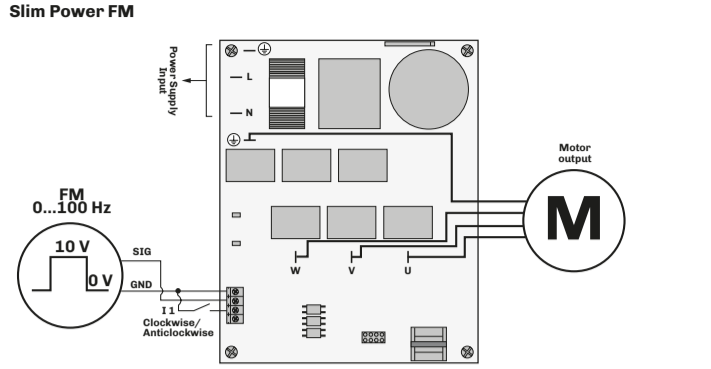 Slim Power FM
Power Supply
Input
L
N
Motor
output
M
FM
0...100 Hz
10 V
0 V
SIG
GND
I 1
Clockwise/
Anticlockwise
W
V
U